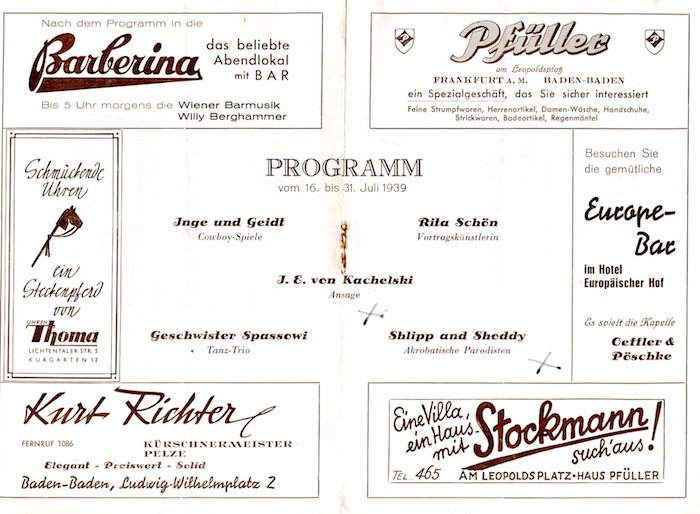 Nach dem Programm in die
Barberina
das beliebte
Abendlokal
mit BAR
Bis 5 Uhr morgens die Wiener Barmusik
Willy Berghammer
Pfüller
am Leopoldsplatz
FRANKFURT A. M. BADEN-BADEN
ein Spezialgeschäft, das Sie sicher interessiert
Feine Strumpfwaren, Herrenartikel, Damen-Wäsche, Handschuhe,
Strickwaren, Badeartikel, Regenmöntel
Schmückende
Uhren
ein
Steckenpferd
von
UHREN
Thoma
LICHTENTALER STR. 5
KURGARTEN 12
PROGRAMM
vom 16. bis 31. Juli 1939
Inge und Geidt
Cowboy-Spiele
Rita Schön
Vortragskünstlerin
J. E. von Kachelski
Ansage
Geschwister Spassowi
Tanz-Trio
Shlipp and Shoddy
Akrobatische Parodisten
Besuchen Sie
die gemütliche
Europe-
Bar
im Hotel
Europäischer Hof
Es spielt die Kapelle
Oeffler &
Pöschke
Kurt Richter
FERNRUF 1086
KÜRSCHNERMEISTER
PELZE
Elegant - Preiswert - Solid
Baden-Baden, Ludwig-Wilhelmplatz 2
Eine Villa,
ein Haus
mit
Stockmann
such' aus!
TEL. 465 AM LEOPOLDSPLATZ·HAUS PFÜLLER